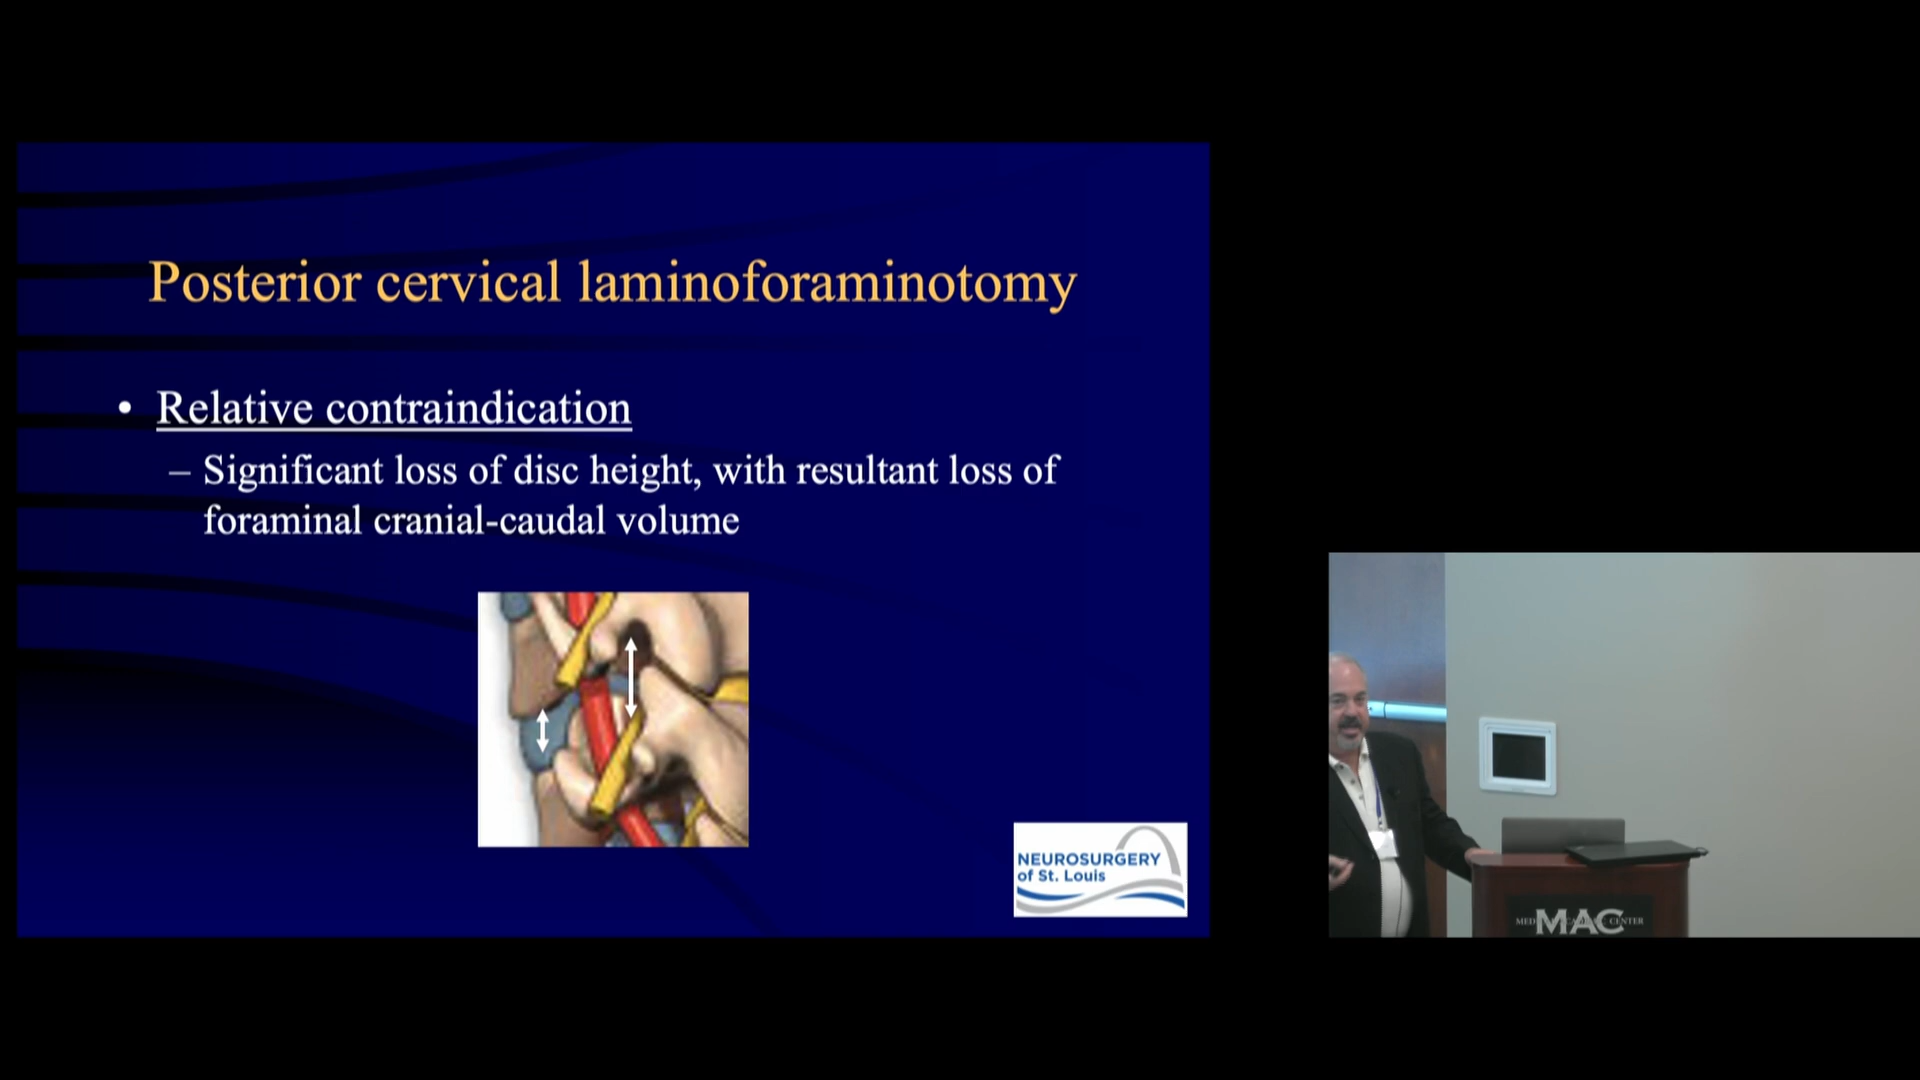 Posterior cervical laminoforaminotomy
• Relative contraindication
– Significant loss of disc height, with resultant loss of
foraminal cranial-caudal volume
NEUROSURGERY
of St. Louis
MAC
CENTER